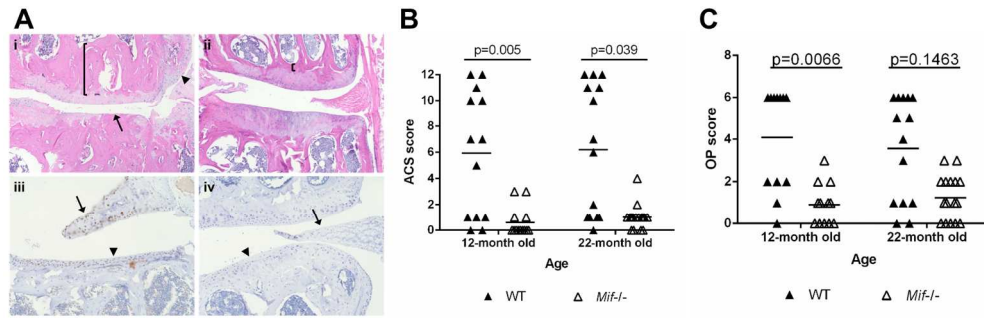 A
i
ii
iii
iv
B
p=0.005 p=0.039
ACS score
12
10
8
6
4
2
0
12-month old 22-month old
Age
▲ WT △ Mif-/-
C
p=0.0066 p=0.1463
OP score
8
6
4
2
0
12-month old 22-month old
Age
▲ WT △ Mif-/-